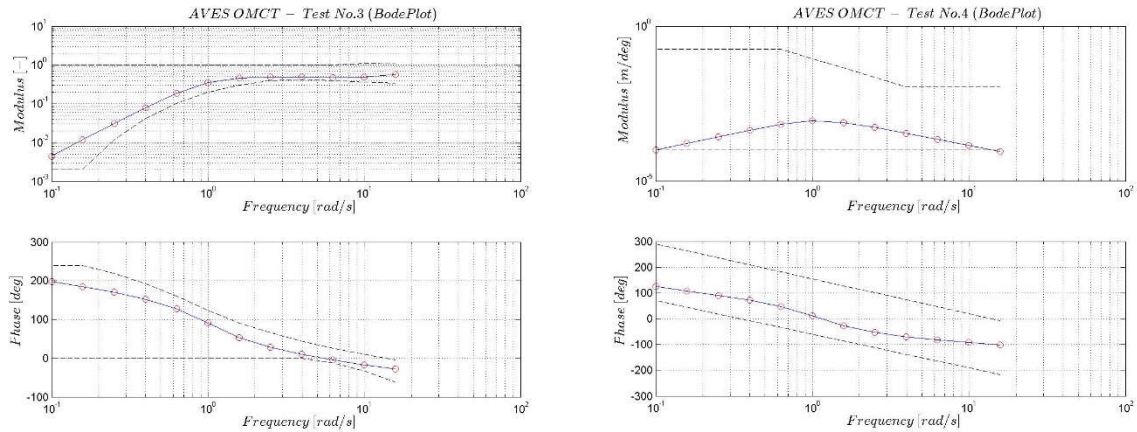 AVES OMCT − Test No.3 (BodePlot)
Modulus [−]
10^1
10^0
10^-1
10^-2
10^-3
10^-1 10^0 10^1 10^2
Frequency [rad/s]
Phase [deg]
300
200
100
0
-100
10^-1 10^0 10^1 10^2
Frequency [rad/s]
AVES OMCT − Test No.4 (BodePlot)
Modulus [m/deg]
10^0
10^-5
10^-1 10^0 10^1 10^2
Frequency [rad/s]
Phase [deg]
300
200
100
0
-100
-200
-300
10^-1 10^0 10^1 10^2
Frequency [rad/s]